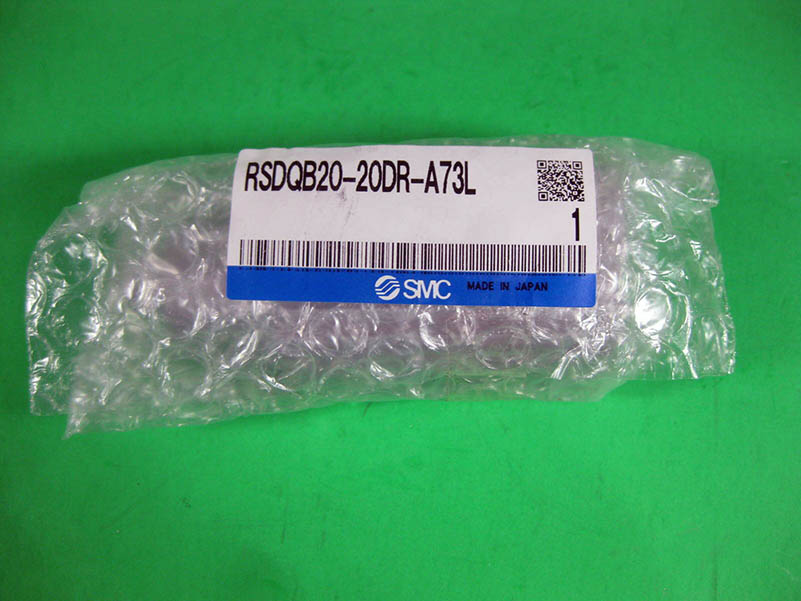 RSDQB20-20DR-A73L
1
SMC MADE IN JAPAN